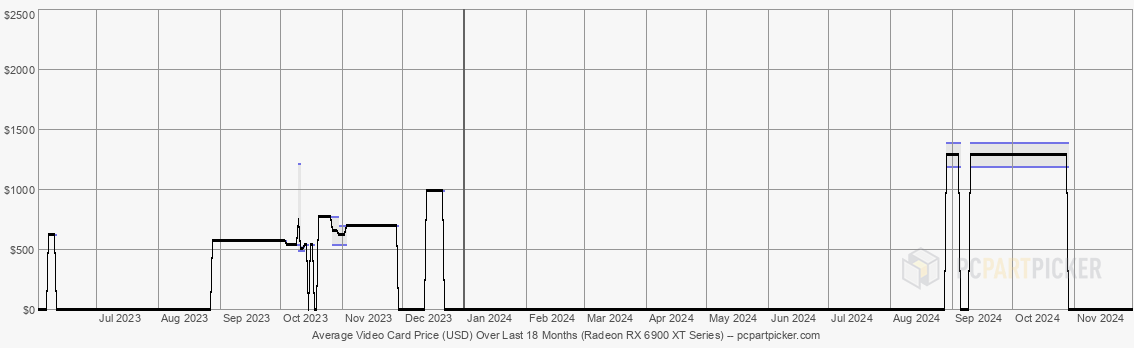 $2500
$2000
$1500
$1000
$500
$0
Jul 2023 Aug 2023 Sep 2023 Oct 2023 Nov 2023 Dec 2023 Jan 2024 Feb 2024 Mar 2024 Apr 2024 May 2024 Jun 2024 Jul 2024 Aug 2024 Sep 2024 Oct 2024 Nov 2024
PCPARTPICKER
Average Video Card Price (USD) Over Last 18 Months (Radeon RX 6900 XT Series) -- pcpartpicker.com